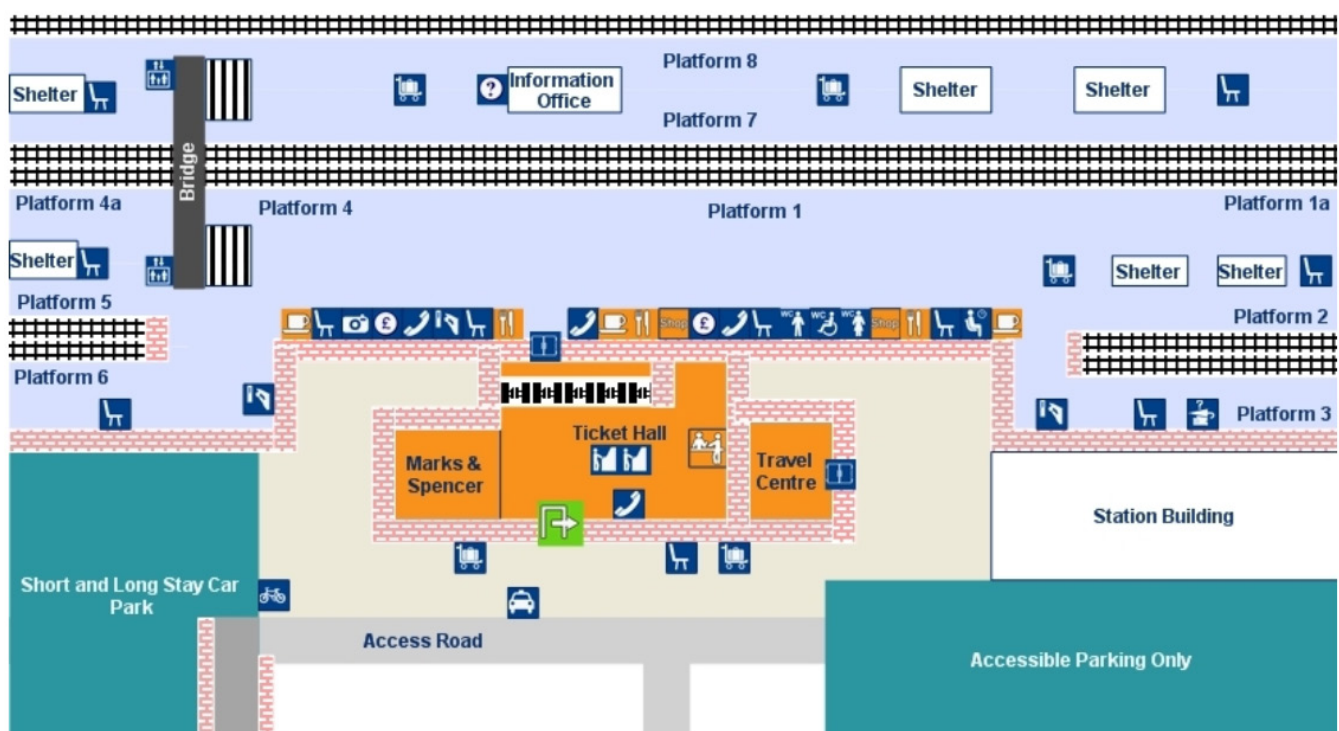 Platform 8
Shelter
Information
Office
Shelter
Shelter
Platform 7
Bridge
Platform 4a
Platform 4
Platform 1
Platform 1a
Shelter
Shelter
Shelter
Platform 5
Platform 2
£
Shop
£
WC
WC
WC
Shop
Platform 6
Platform 3
Ticket Hall
Marks &
Spencer
Travel
Centre
Station Building
Short and Long Stay Car
Park
Access Road
Accessible Parking Only